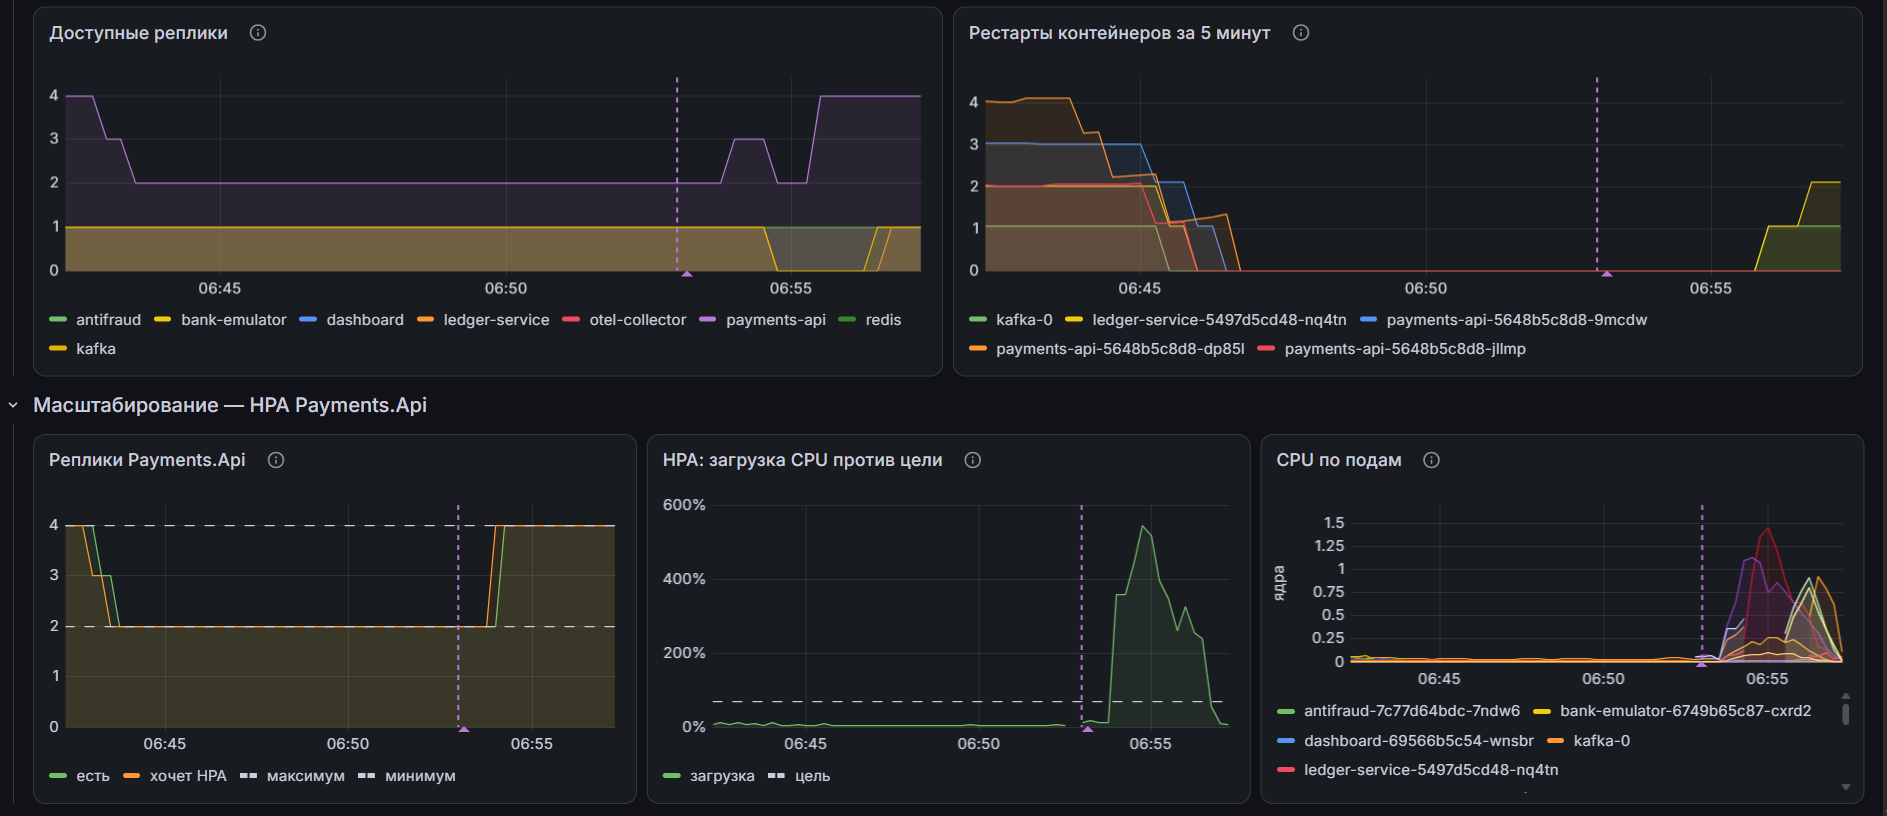 Доступные реплики
4
3
2
1
0
06:45 06:50 06:55
antifraud bank-emulator dashboard ledger-service otel-collector payments-api redis
kafka
Рестарты контейнеров за 5 минут
4
3
2
1
0
06:45 06:50 06:55
kafka-0 ledger-service-5497d5cd48-nq4tn payments-api-5648b5c8d8-9mcdw
payments-api-5648b5c8d8-dp85l payments-api-5648b5c8d8-jllmp
Масштабирование — HPA Payments.Api
Реплики Payments.Api
4
3
2
1
0
06:45 06:50 06:55
есть хочет HPA максимум минимум
HPA: загрузка CPU против цели
600%
400%
200%
0%
06:45 06:50 06:55
загрузка цель
CPU по подам
ядра
1.5
1.25
1
0.75
0.5
0.25
0
06:45 06:50 06:55
antifraud-7c77d64bdc-7ndw6 bank-emulator-6749b65c87-cxrd2
dashboard-69566b5c54-wnsbr kafka-0
ledger-service-5497d5cd48-nq4tn